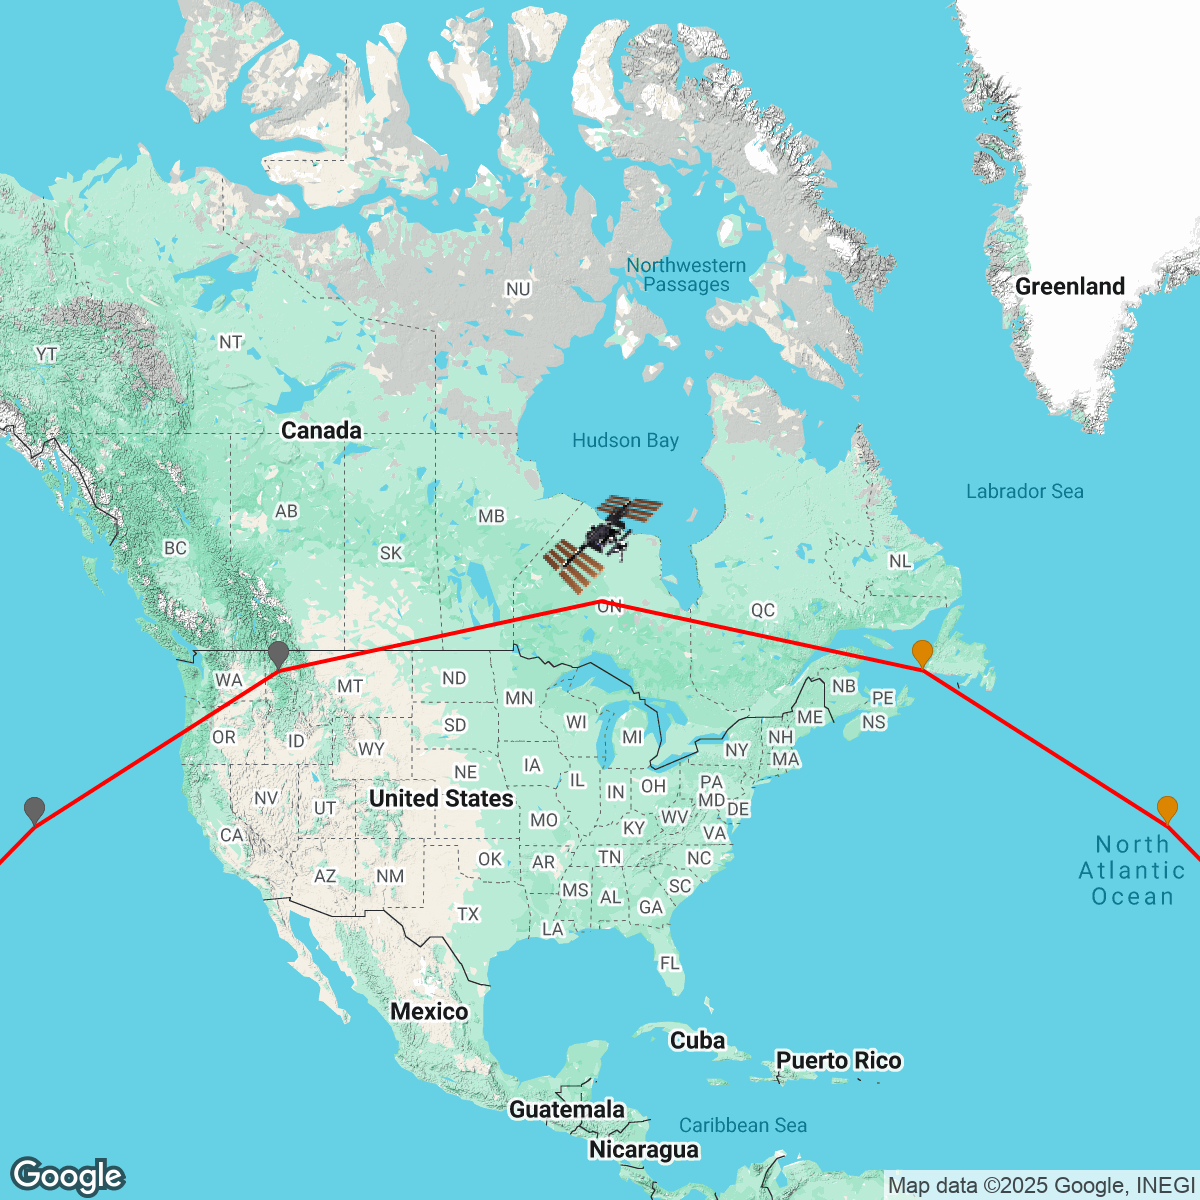 Northwestern
Passages
Greenland
NU
NT
YT
Canada
Hudson Bay
Labrador Sea
AB
MB
BC
SK
NL
ON
QC
WA
MT
ND
MN
NB
PE
ME
NS
OR
ID
WY
SD
WI
MI
NH
NY
MA
NE
IA
IL
IN
OH
PA
MD
DE
NV
UT
United States
CA
MO
KY
WV
VA
North
Atlantic
Ocean
AZ
NM
OK
AR
TN
NC
MS
AL
SC
GA
TX
LA
FL
Mexico
Cuba
Puerto Rico
Guatemala
Caribbean Sea
Nicaragua
Google
Map data ©2025 Google, INEGI